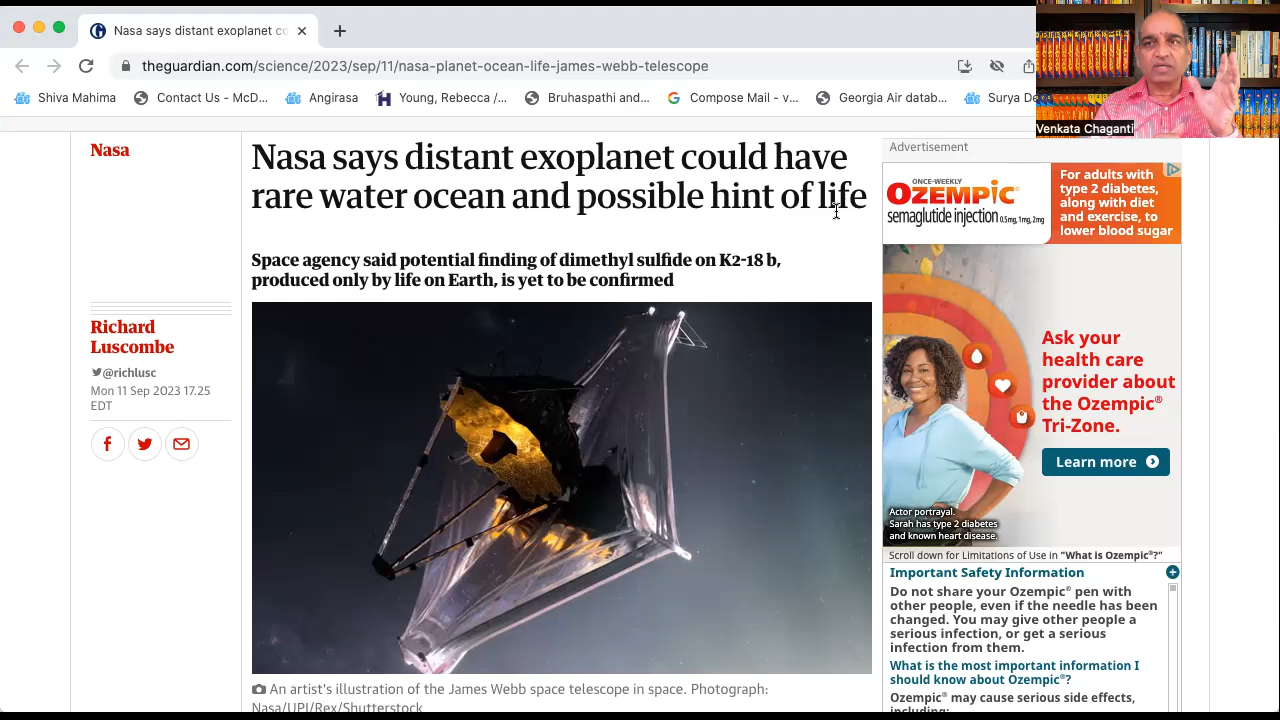 Nasa says distant exoplanet co
theguardian.com/science/2023/sep/11/nasa-planet-ocean-life-james-webb-telescope
Shiva Mahima
Contact Us - McD...
Angiras
Young, Rebecca /...
Bruhaspathi and...
Compose Mail - v...
Georgia Air datab...
Surya De
Venkata Chaganti
Nasa
Nasa says distant exoplanet could have
rare water ocean and possible hint of life
Space agency said potential finding of dimethyl sulfide on K2-18 b,
produced only by life on Earth, is yet to be confirmed
Richard
Luscombe
@richlusc
Mon 11 Sep 2023 17.25
EDT
An artist's illustration of the James Webb space telescope in space. Photograph:
Nasa/UPI/Rex/Shutterstock
Advertisement
ONCE-WEEKLY
OZEMPIC®
semaglutide injection 0.5mg, 1mg, 2mg
For adults with
type 2 diabetes,
along with diet
and exercise, to
lower blood sugar
Ask your
health care
provider about
the Ozempic®
Tri-Zone.
Learn more
Actor portrayal.
Sarah has type 2 diabetes
and known heart disease.
Scroll down for Limitations of Use in "What is Ozempic®?"
Important Safety Information
Do not share your Ozempic® pen with
other people, even if the needle has been
changed. You may give other people a
serious infection, or get a serious
infection from them.
What is the most important information I
should know about Ozempic®?
Ozempic® may cause serious side effects,
including: